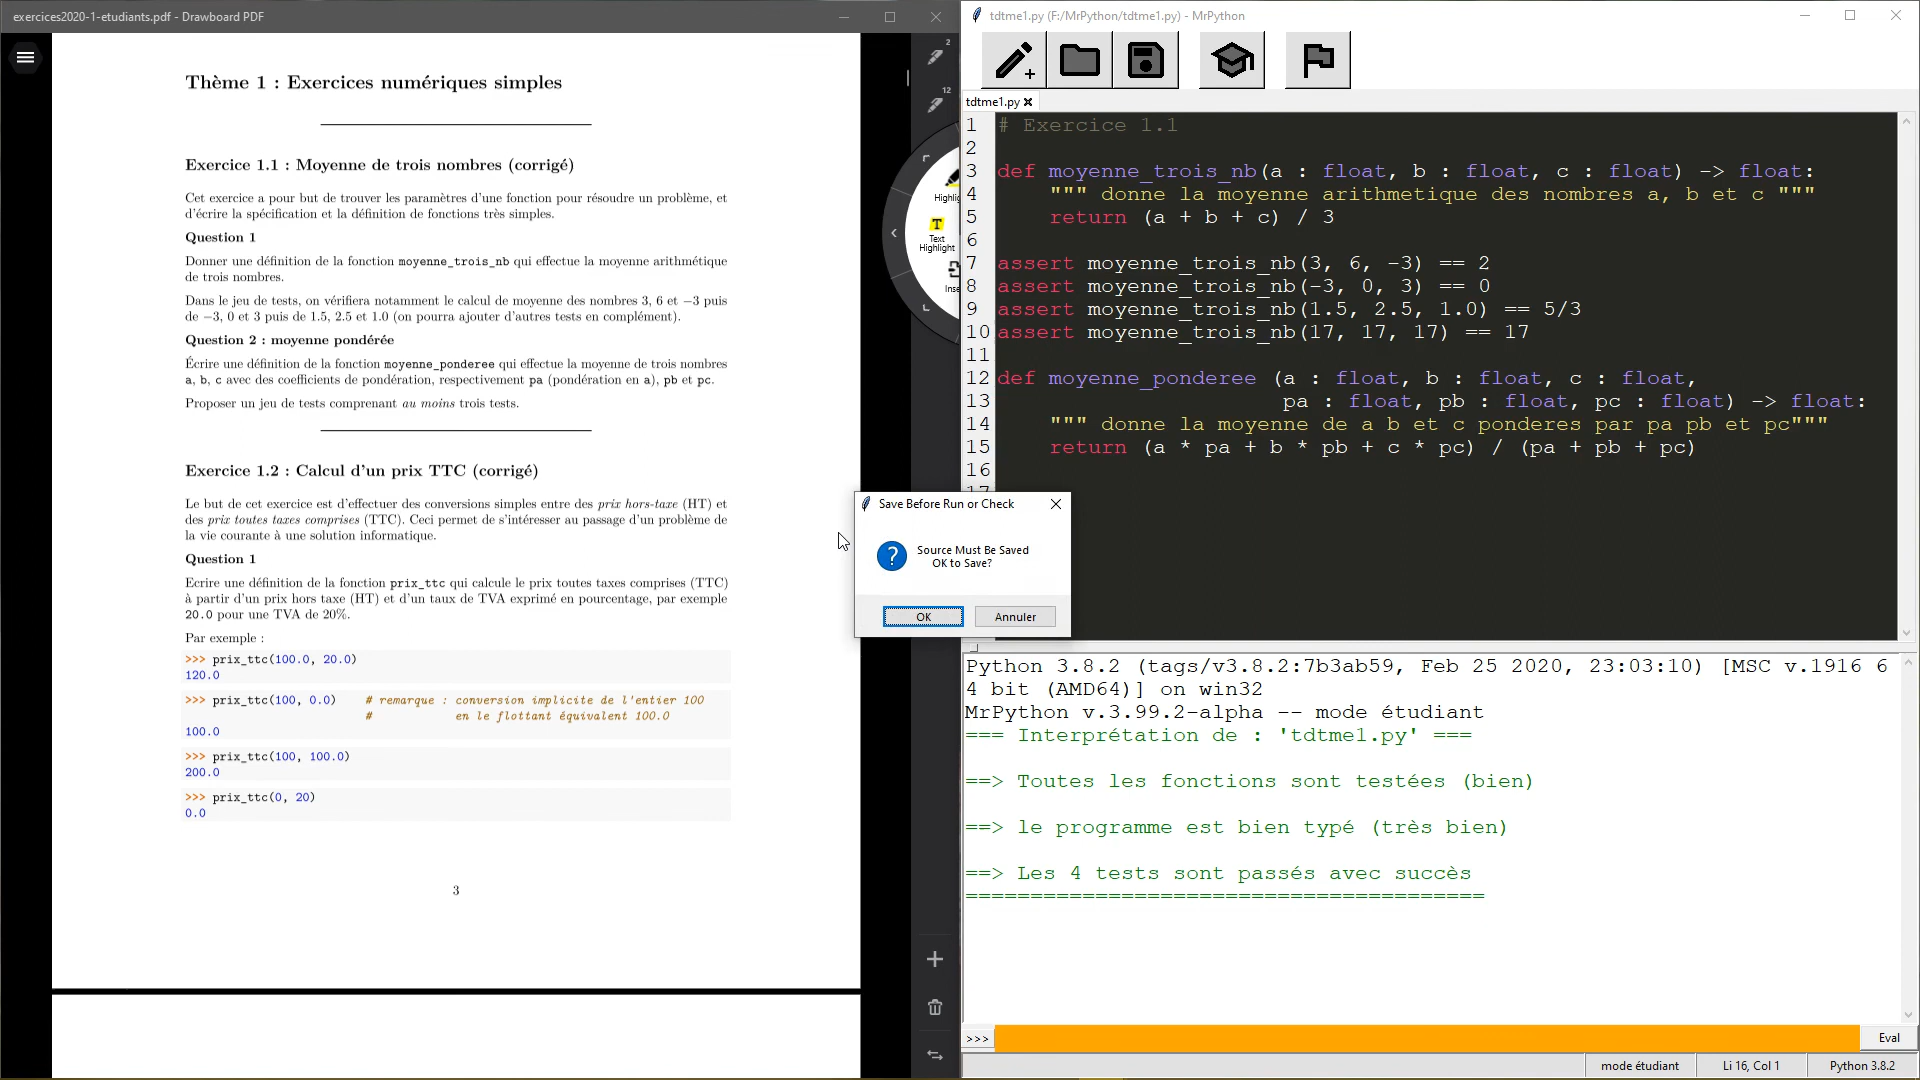 exercices2020-1-etudiants.pdf - Drawboard PDF
Thème 1 : Exercices numériques simples
Exercice 1.1 : Moyenne de trois nombres (corrigé)
Cet exercice a pour but de trouver les paramètres d'une fonction pour résoudre un problème, et
d'écrire la spécification et la définition de fonctions très simples.
Question 1
Donner une définition de la fonction moyenne_trois_nb qui effectue la moyenne arithmétique
de trois nombres.
Dans le jeu de tests, on vérifiera notamment le calcul de moyenne des nombres 3, 6 et −3 puis
de −3, 0 et 3 puis de 1.5, 2.5 et 1.0 (on pourra ajouter d'autres tests en complément).
Question 2 : moyenne pondérée
Écrire une définition de la fonction moyenne_ponderee qui effectue la moyenne de trois nombres
a, b, c avec des coefficients de pondération, respectivement pa (pondération en a), pb et pc.
Proposer un jeu de tests comprenant au moins trois tests.
Exercice 1.2 : Calcul d'un prix TTC (corrigé)
Le but de cet exercice est d'effectuer des conversions simples entre des prix hors-taxe (HT) et
des prix toutes taxes comprises (TTC). Ceci permet de s'intéresser au passage d'un problème de
la vie courante à une solution informatique.
Question 1
Ecrire une définition de la fonction prix_ttc qui calcule le prix toutes taxes comprises (TTC)
à partir d'un prix hors taxe (HT) et d'un taux de TVA exprimé en pourcentage, par exemple
20.0 pour une TVA de 20%.
Par exemple :
>>> prix_ttc(100.0, 20.0)
120.0
>>> prix_ttc(100, 0.0) # remarque : conversion implicite de l'entier 100
# en le flottant équivalent 100.0
100.0
>>> prix_ttc(100, 100.0)
200.0
>>> prix_ttc(0, 20)
0.0
3
2
12
Highlig
T
Text
Highlight
Inse
tdtme1.py (F:/MrPython/tdtme1.py) - MrPython
tdtme1.py
1 # Exercice 1.1
2
3 def moyenne_trois_nb(a : float, b : float, c : float) -> float:
4 """ donne la moyenne arithmetique des nombres a, b et c """
5 return (a + b + c) / 3
6
7 assert moyenne_trois_nb(3, 6, -3) == 2
8 assert moyenne_trois_nb(-3, 0, 3) == 0
9 assert moyenne_trois_nb(1.5, 2.5, 1.0) == 5/3
10 assert moyenne_trois_nb(17, 17, 17) == 17
11
12 def moyenne_ponderee (a : float, b : float, c : float,
13 pa : float, pb : float, pc : float) -> float:
14 """ donne la moyenne de a b et c ponderes par pa pb et pc"""
15 return (a * pa + b * pb + c * pc) / (pa + pb + pc)
16
17
Save Before Run or Check
Source Must Be Saved
OK to Save?
OK
Annuler
Python 3.8.2 (tags/v3.8.2:7b3ab59, Feb 25 2020, 23:03:10) [MSC v.1916 6
4 bit (AMD64)] on win32
MrPython v.3.99.2-alpha -- mode étudiant
=== Interprétation de : 'tdtme1.py' ===
==> Toutes les fonctions sont testées (bien)
==> le programme est bien typé (très bien)
==> Les 4 tests sont passés avec succès
========================================
>>>
Eval
mode étudiant
Li 16, Col 1
Python 3.8.2